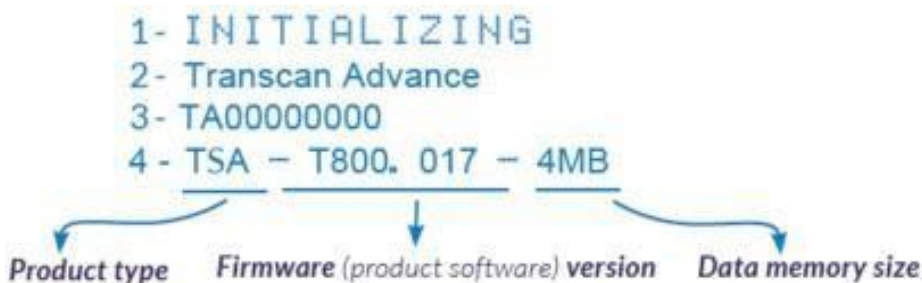 1- INITIALIZING
2- Transcan Advance
3- TA00000000
4 - TSA – T800. 017 – 4MB
Product type Firmware (product software) version Data memory size